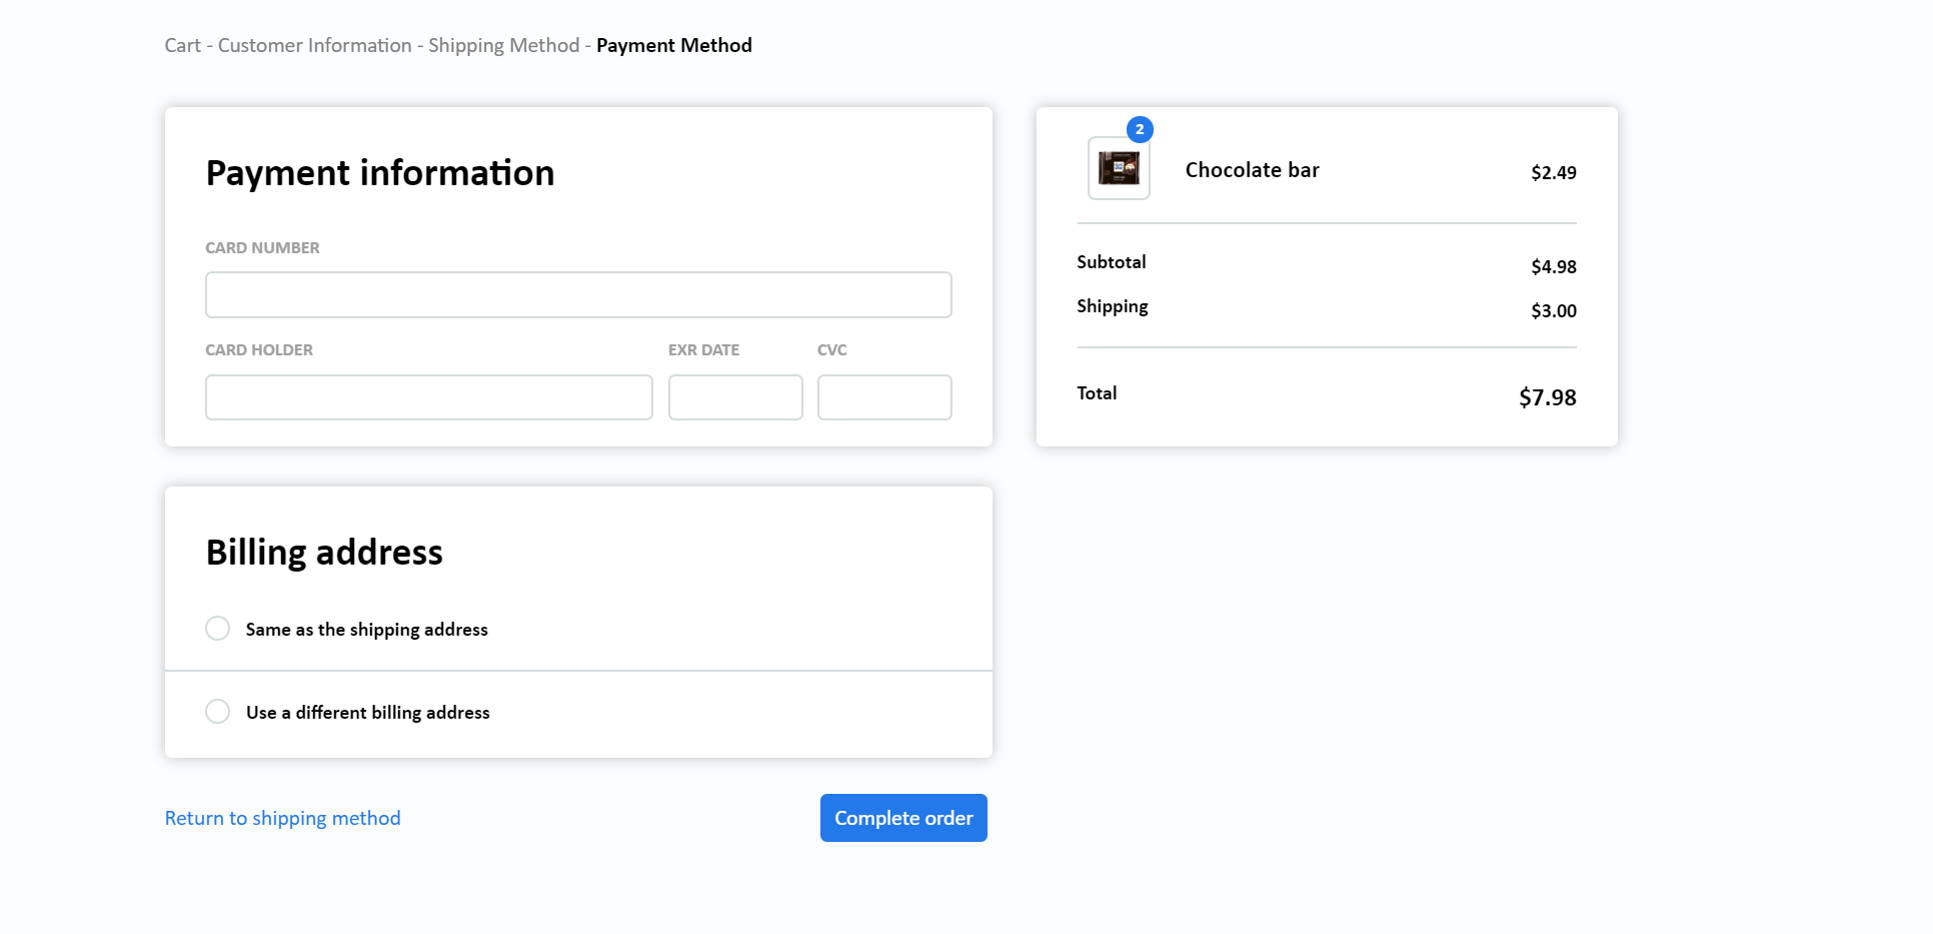 Cart - Customer Information - Shipping Method - Payment Method
Payment information
CARD NUMBER
CARD HOLDER EXR DATE CVC
2
Chocolate bar $2.49
Subtotal $4.98
Shipping $3.00
Total $7.98
Billing address
Same as the shipping address
Use a different billing address
Return to shipping method Complete order